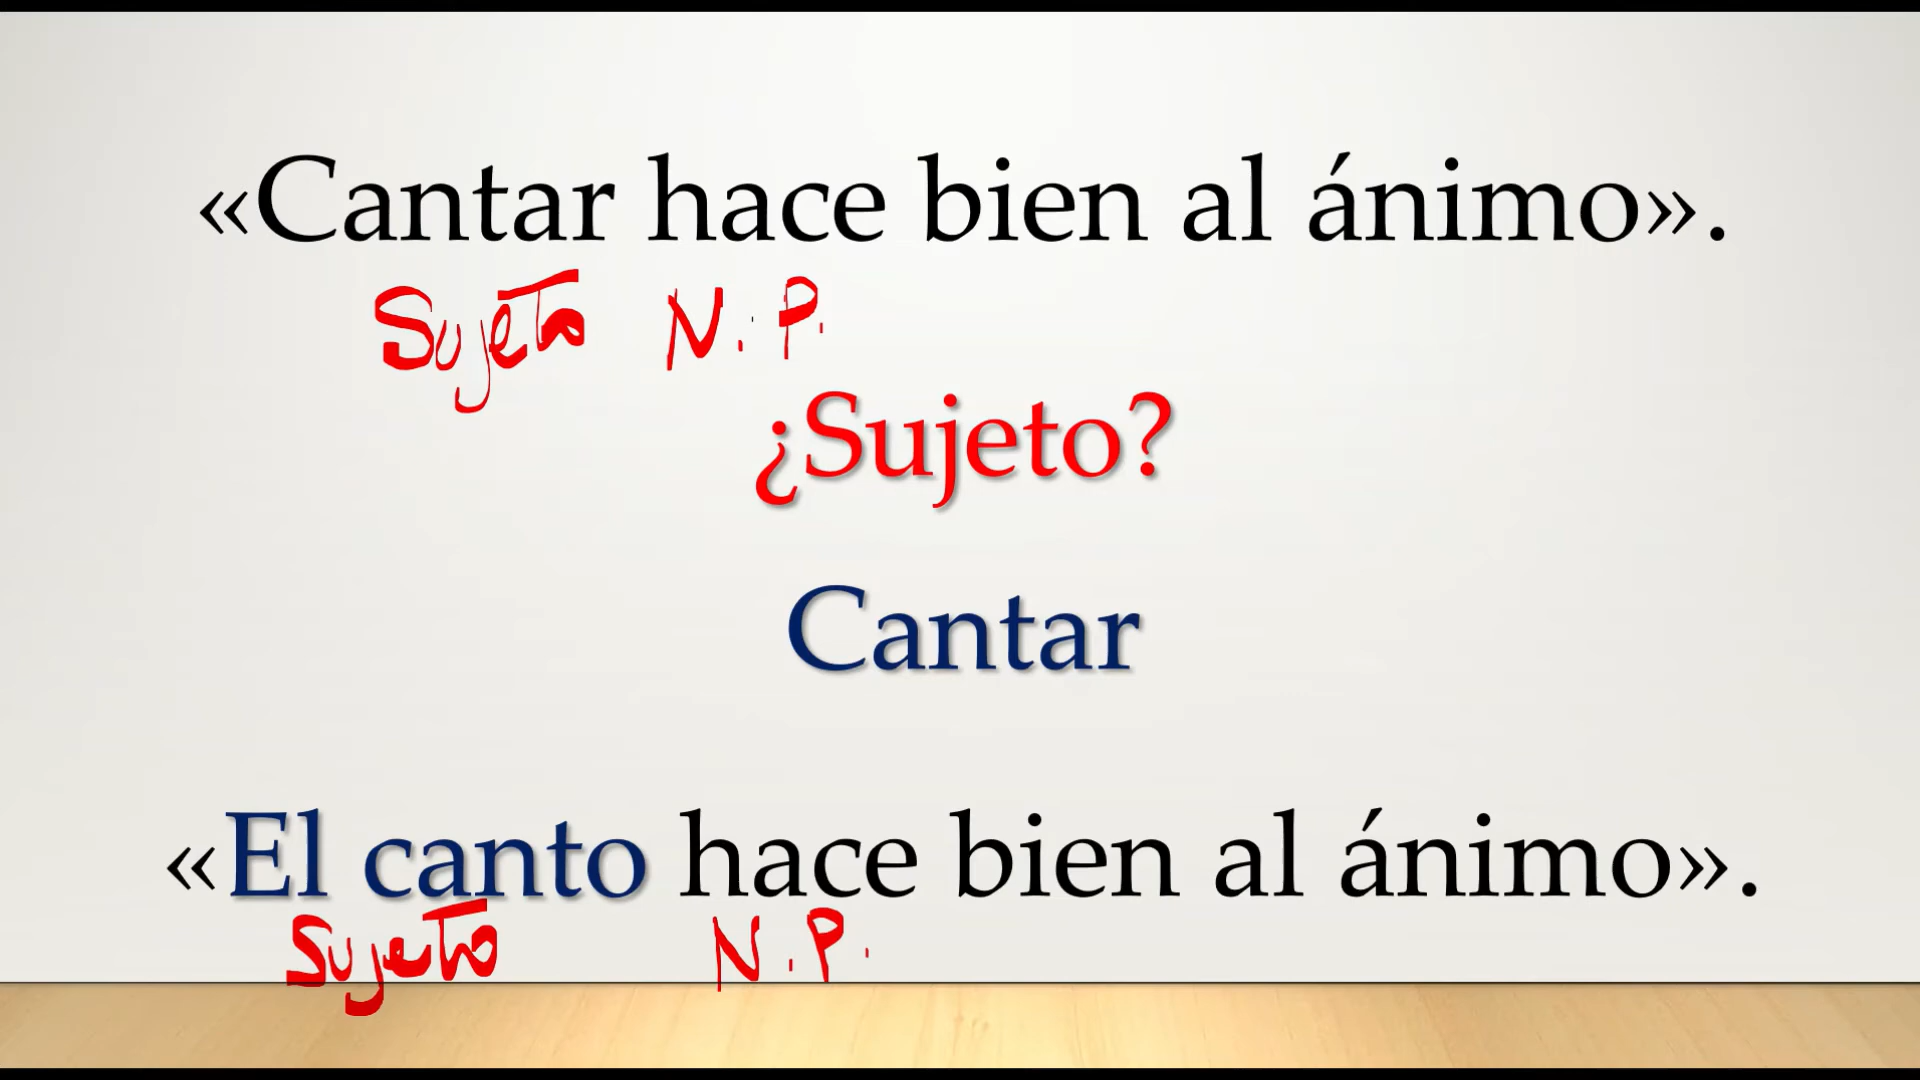 «Cantar hace bien al ánimo».
Sujeto N.P.
¿Sujeto?
Cantar
«El canto hace bien al ánimo».
Sujeto N.P.